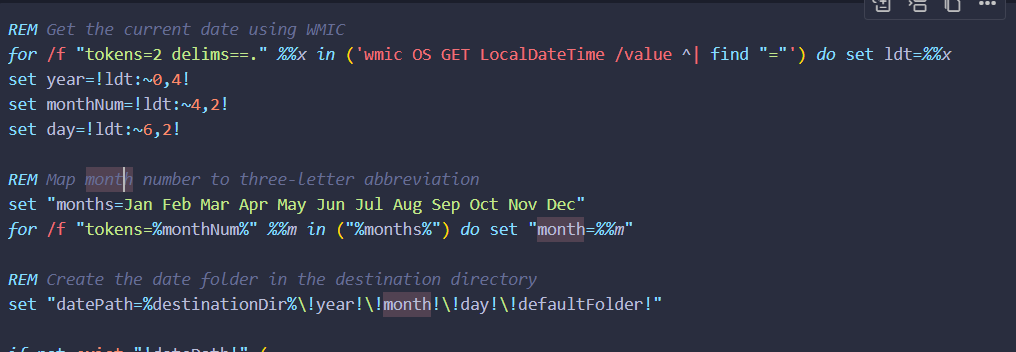 REM Get the current date using WMIC
for /f "tokens=2 delims==." %%x in ('wmic OS GET LocalDateTime /value ^| find "="') do set ldt=%%x
set year=!ldt:~0,4!
set monthNum=!ldt:~4,2!
set day=!ldt:~6,2!
REM Map month number to three-letter abbreviation
set "months=Jan Feb Mar Apr May Jun Jul Aug Sep Oct Nov Dec"
for /f "tokens=%monthNum%" %%m in ("%months%") do set "month=%%m"
REM Create the date folder in the destination directory
set "datePath=%destinationDir%\!year!\!month!\!day!\!defaultFolder!"
if not exist "!datePath!" (